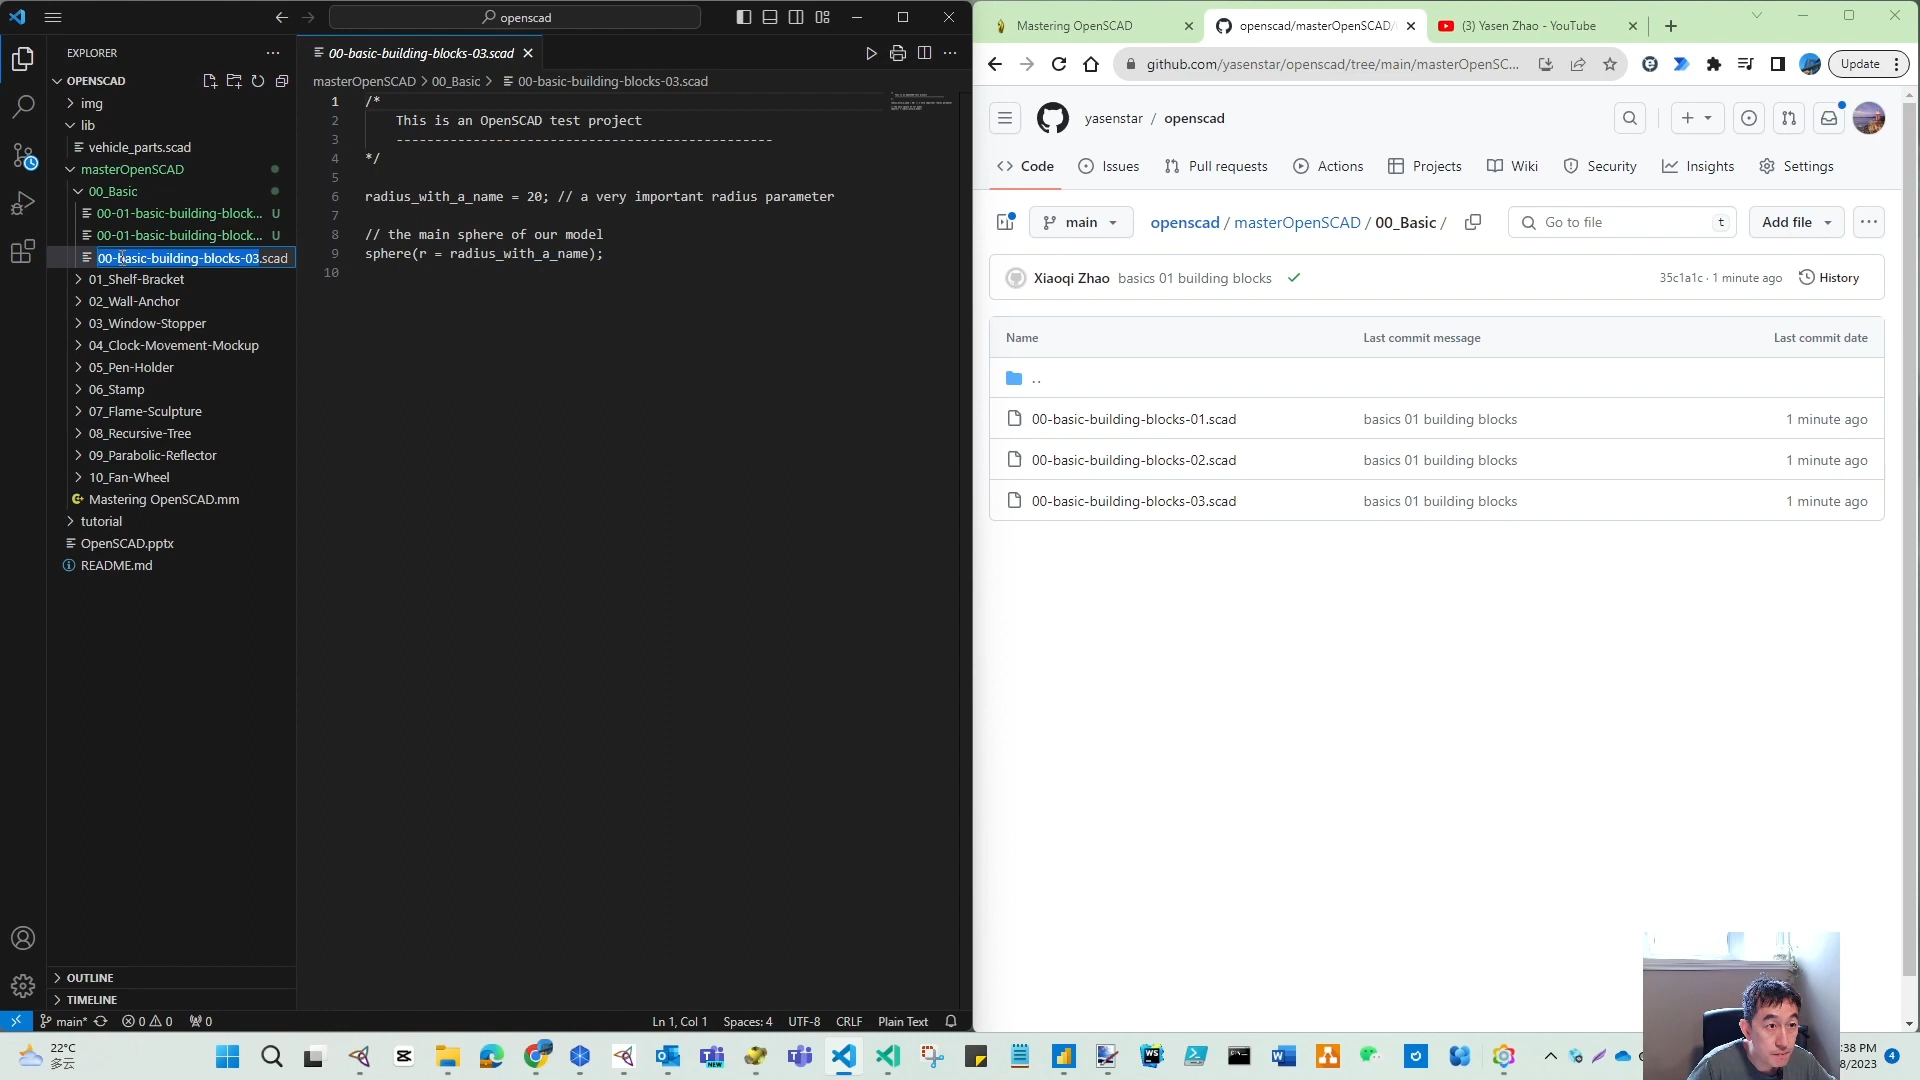 openscad
EXPLORER
OPENSCAD
img
lib
vehicle_parts.scad
masterOpenSCAD
00_Basic
00-01-basic-building-block... U
00-01-basic-building-block... U
00-basic-building-blocks-03.scad
01_Shelf-Bracket
02_Wall-Anchor
03_Window-Stopper
04_Clock-Movement-Mockup
05_Pen-Holder
06_Stamp
07_Flame-Sculpture
08_Recursive-Tree
09_Parabolic-Reflector
10_Fan-Wheel
Mastering OpenSCAD.mm
tutorial
OpenSCAD.pptx
README.md
OUTLINE
TIMELINE
00-basic-building-blocks-03.scad
masterOpenSCAD > 00_Basic > 00-basic-building-blocks-03.scad
1 /*
2 This is an OpenSCAD test project
3 -------------------------------------------------
4 */
5
6 radius_with_a_name = 20; // a very important radius parameter
7
8 // the main sphere of our model
9 sphere(r = radius_with_a_name);
10
main* 0 0 0 Ln 1, Col 1 Spaces: 4 UTF-8 CRLF Plain Text
Mastering OpenSCAD
openscad/masterOpenSCAD/
(3) Yasen Zhao - YouTube
github.com/yasenstar/openscad/tree/main/masterOpenSC...
Update
yasenstar / openscad
Code Issues Pull requests Actions Projects Wiki Security Insights Settings
main openscad / masterOpenSCAD / 00_Basic / Go to file t Add file
Xiaoqi Zhao basics 01 building blocks 35c1a1c · 1 minute ago History
Name Last commit message Last commit date
..
00-basic-building-blocks-01.scad basics 01 building blocks 1 minute ago
00-basic-building-blocks-02.scad basics 01 building blocks 1 minute ago
00-basic-building-blocks-03.scad basics 01 building blocks 1 minute ago
22°C
多云
NEW
WS
:38 PM
8/2023
4